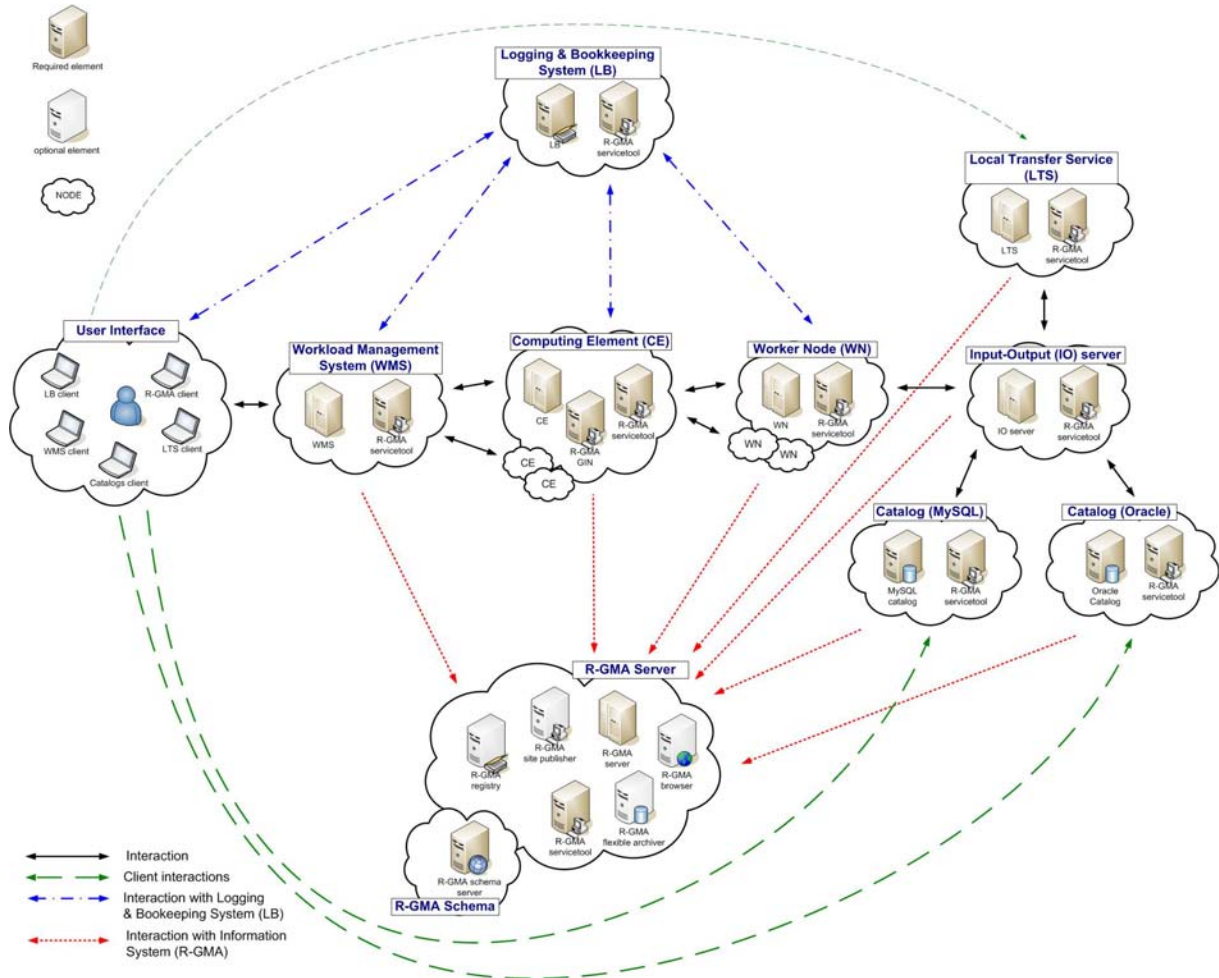 Required element
optional element
NODE
Logging & Bookkeeping
System (LB)
LB
R-GMA
servicetool
Local Transfer Service
(LTS)
LTS
R-GMA
servicetool
User Interface
LB client
R-GMA client
WMS client
LTS client
Catalogs client
Workload Management
System (WMS)
WMS
R-GMA
servicetool
Computing Element (CE)
CE
R-GMA
GIN
R-GMA
servicetool
CE
CE
Worker Node (WN)
WN
R-GMA
servicetool
WN
WN
Input-Output (IO) server
IO server
R-GMA
servicetool
Catalog (MySQL)
MySQL
catalog
R-GMA
servicetool
Catalog (Oracle)
Oracle
Catalog
R-GMA
servicetool
R-GMA Server
R-GMA
registry
R-GMA
site publisher
R-GMA
server
R-GMA
browser
R-GMA
servicetool
R-GMA
flexible archiver
R-GMA schema
server
R-GMA Schema
Interaction
Client interactions
Interaction with Logging
& Bookeeping System (LB)
Interaction with Information
System (R-GMA)